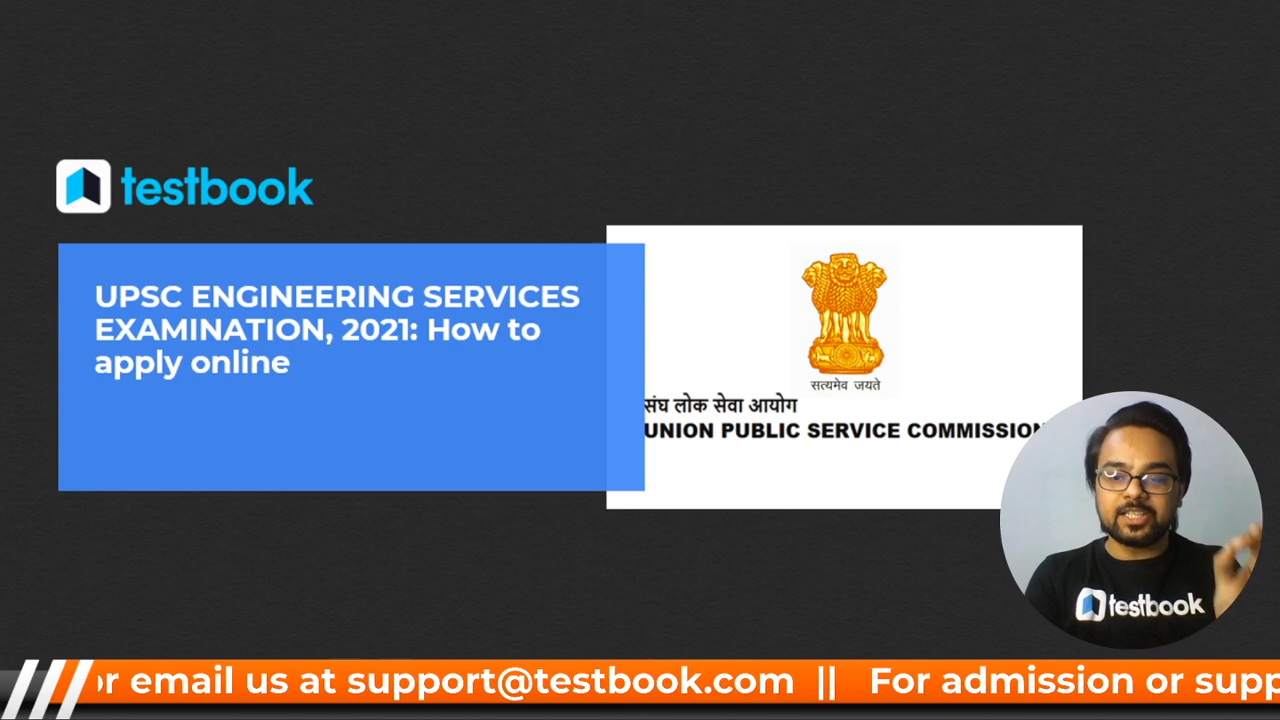 testbook
UPSC ENGINEERING SERVICES
EXAMINATION, 2021: How to
apply online
सत्यमेव जयते
संघ लोक सेवा आयोग
UNION PUBLIC SERVICE COMMISSION
testbook
or email us at support@testbook.com || For admission or supp